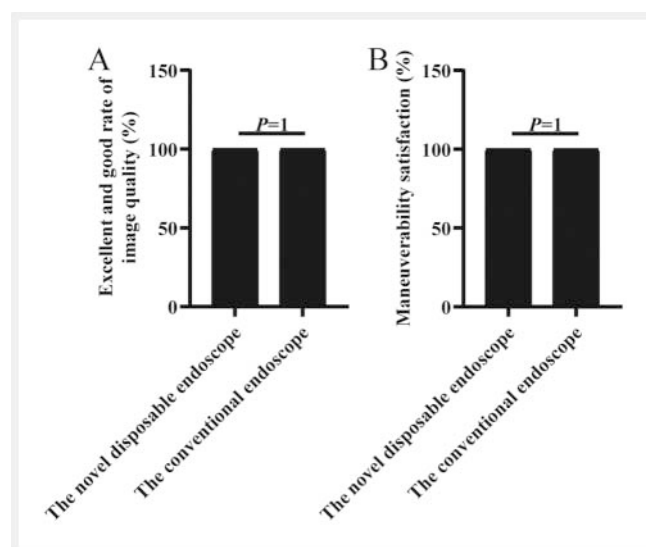 A
Excellent and good rate of
image quality (%)
150
100
50
0
P=1
The novel disposable endoscope
The conventional endoscope
B
Maneuverability satisfaction (%)
150
100
50
0
P=1
The novel disposable endoscope
The conventional endoscope